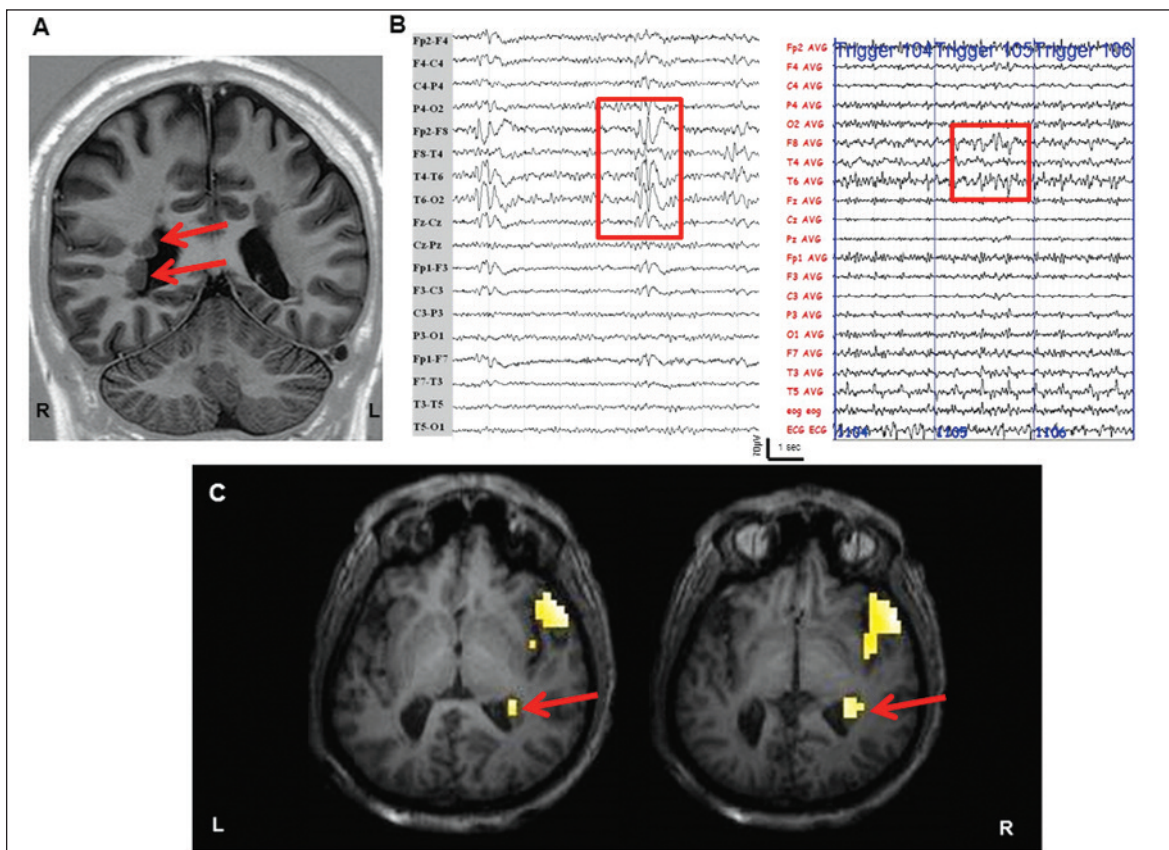 A
R
L
B
Fp2-F4
F4-C4
C4-P4
P4-O2
Fp2-F8
F8-T4
T4-T6
T6-O2
Fz-Cz
Cz-Pz
Fp1-F3
F3-C3
C3-P3
P3-O1
Fp1-F7
F7-T3
T3-T5
T5-O1
70µV
1 sec
Trigger 104 Trigger 105 Trigger 106
Fp2 AVG
F4 AVG
C4 AVG
P4 AVG
O2 AVG
F8 AVG
T4 AVG
T6 AVG
Fz AVG
Cz AVG
Pz AVG
Fp1 AVG
F3 AVG
C3 AVG
P3 AVG
O1 AVG
F7 AVG
T3 AVG
T5 AVG
eog eog
ECG ECG
1104 1105 1106
C
L
R